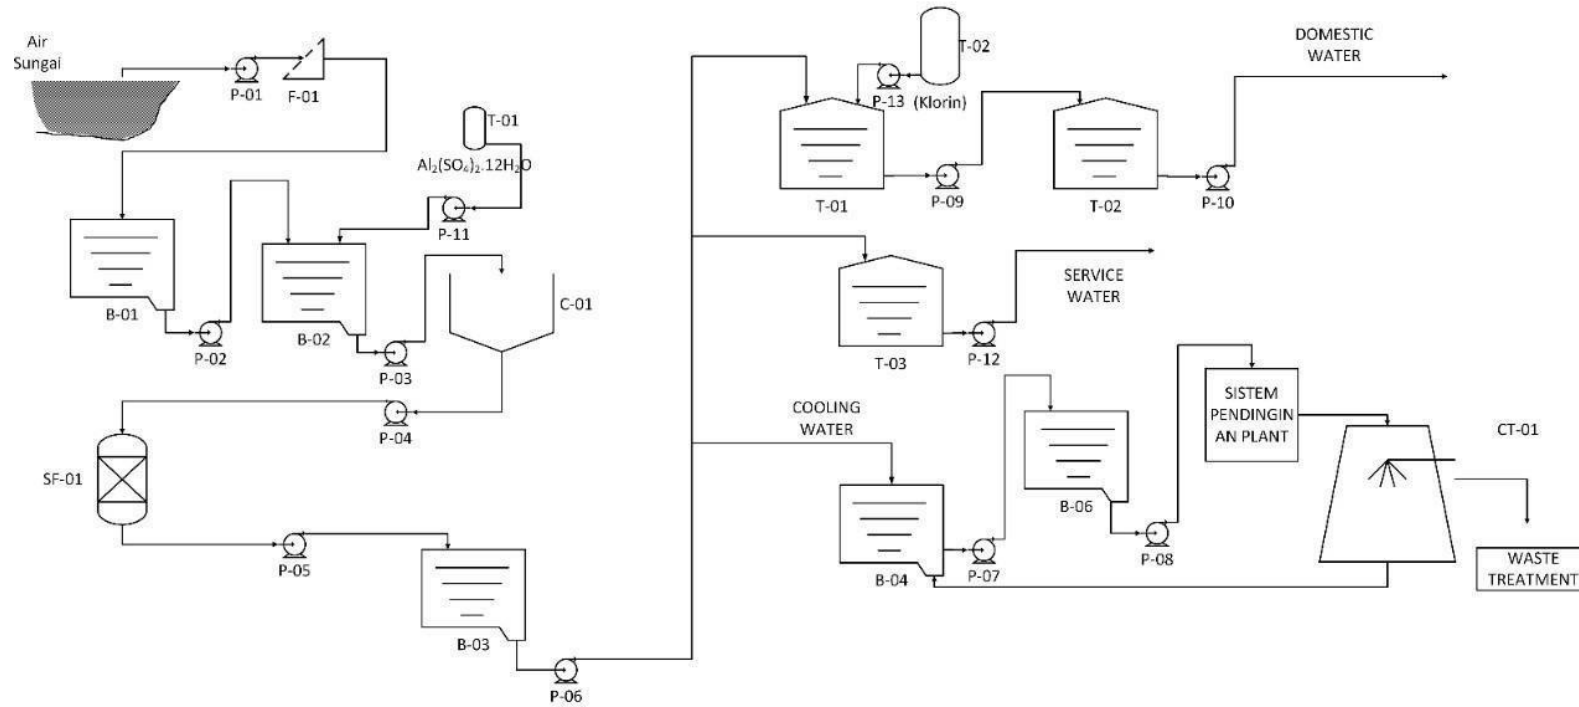 Air
Sungai
P-01
F-01
T-01
Al₂(SO₄)₂.12H₂O
P-11
B-01
P-02
B-02
P-03
C-01
P-04
SF-01
P-05
B-03
P-06
T-02
P-13
(Klorin)
T-01
P-09
T-02
P-10
DOMESTIC
WATER
T-03
P-12
SERVICE
WATER
COOLING
WATER
B-04
P-07
B-06
P-08
SISTEM
PENDINGIN
AN PLANT
CT-01
WASTE
TREATMENT